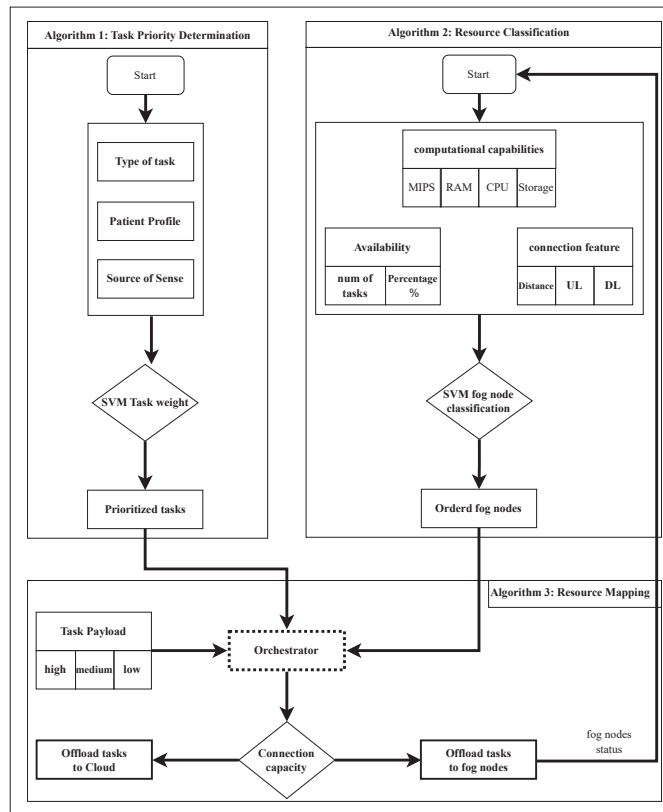 Algorithm 1: Task Priority Determination
Start
Type of task
Patient Profile
Source of Sense
SVM Task weight
Prioritized tasks
Algorithm 2: Resource Classification
Start
computational capabilities
MIPS RAM CPU Storage
Availability
num of
tasks
Percentage
%
connection feature
Distance UL DL
SVM fog node
classification
Orderd fog nodes
Algorithm 3: Resource Mapping
Task Payload
high medium low
Orchestrator
Connection
capacity
Offload tasks
to Cloud
Offload tasks
to fog nodes
fog nodes
status